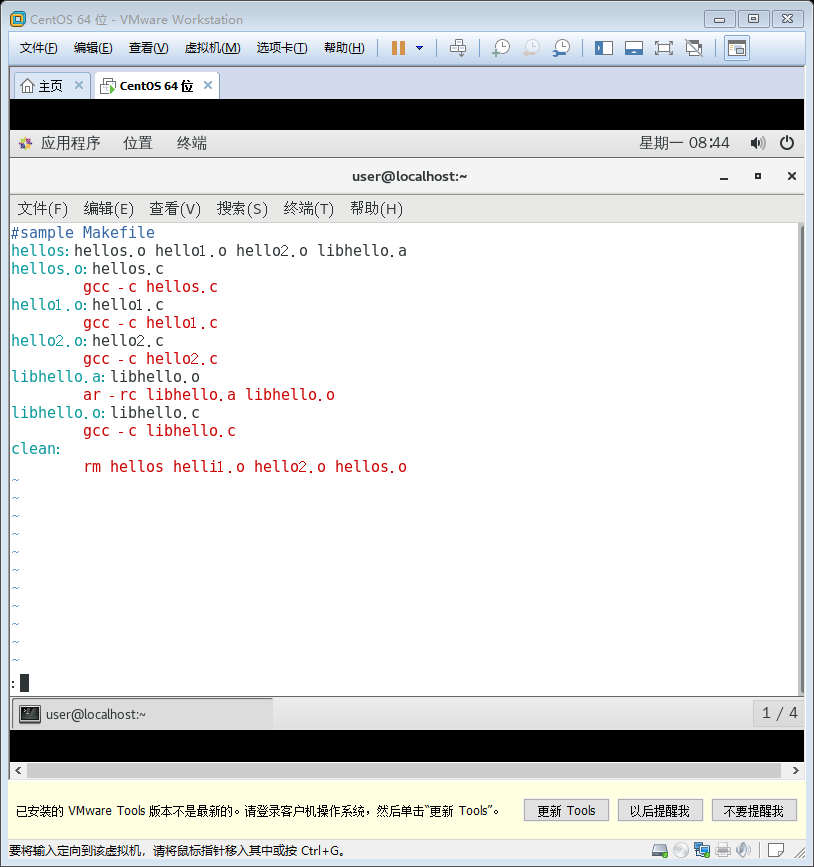 CentOS 64 位 - VMware Workstation
文件(F) 编辑(E) 查看(V) 虚拟机(M) 选项卡(T) 帮助(H)
主页 CentOS 64 位
应用程序 位置 终端 星期一 08:44
user@localhost:~
文件(F) 编辑(E) 查看(V) 搜索(S) 终端(T) 帮助(H)
#sample Makefile
hellos:hellos.o hello1.o hello2.o libhello.a
hellos.o:hellos.c
gcc -c hellos.c
hello1.o:hello1.c
gcc -c hello1.c
hello2.o:hello2.c
gcc -c hello2.c
libhello.a:libhello.o
ar -rc libhello.a libhello.o
libhello.o:libhello.c
gcc -c libhello.c
clean:
rm hellos helli1.o hello2.o hellos.o
~
~
~
~
~
~
~
~
~
~
~
:
user@localhost:~ 1 / 4
已安装的 VMware Tools 版本不是最新的。请登录客户机操作系统，然后单击“更新 Tools”。 更新 Tools 以后提醒我 不要提醒我
要将输入定向到该虚拟机，请将鼠标指针移入其中或按 Ctrl+G。